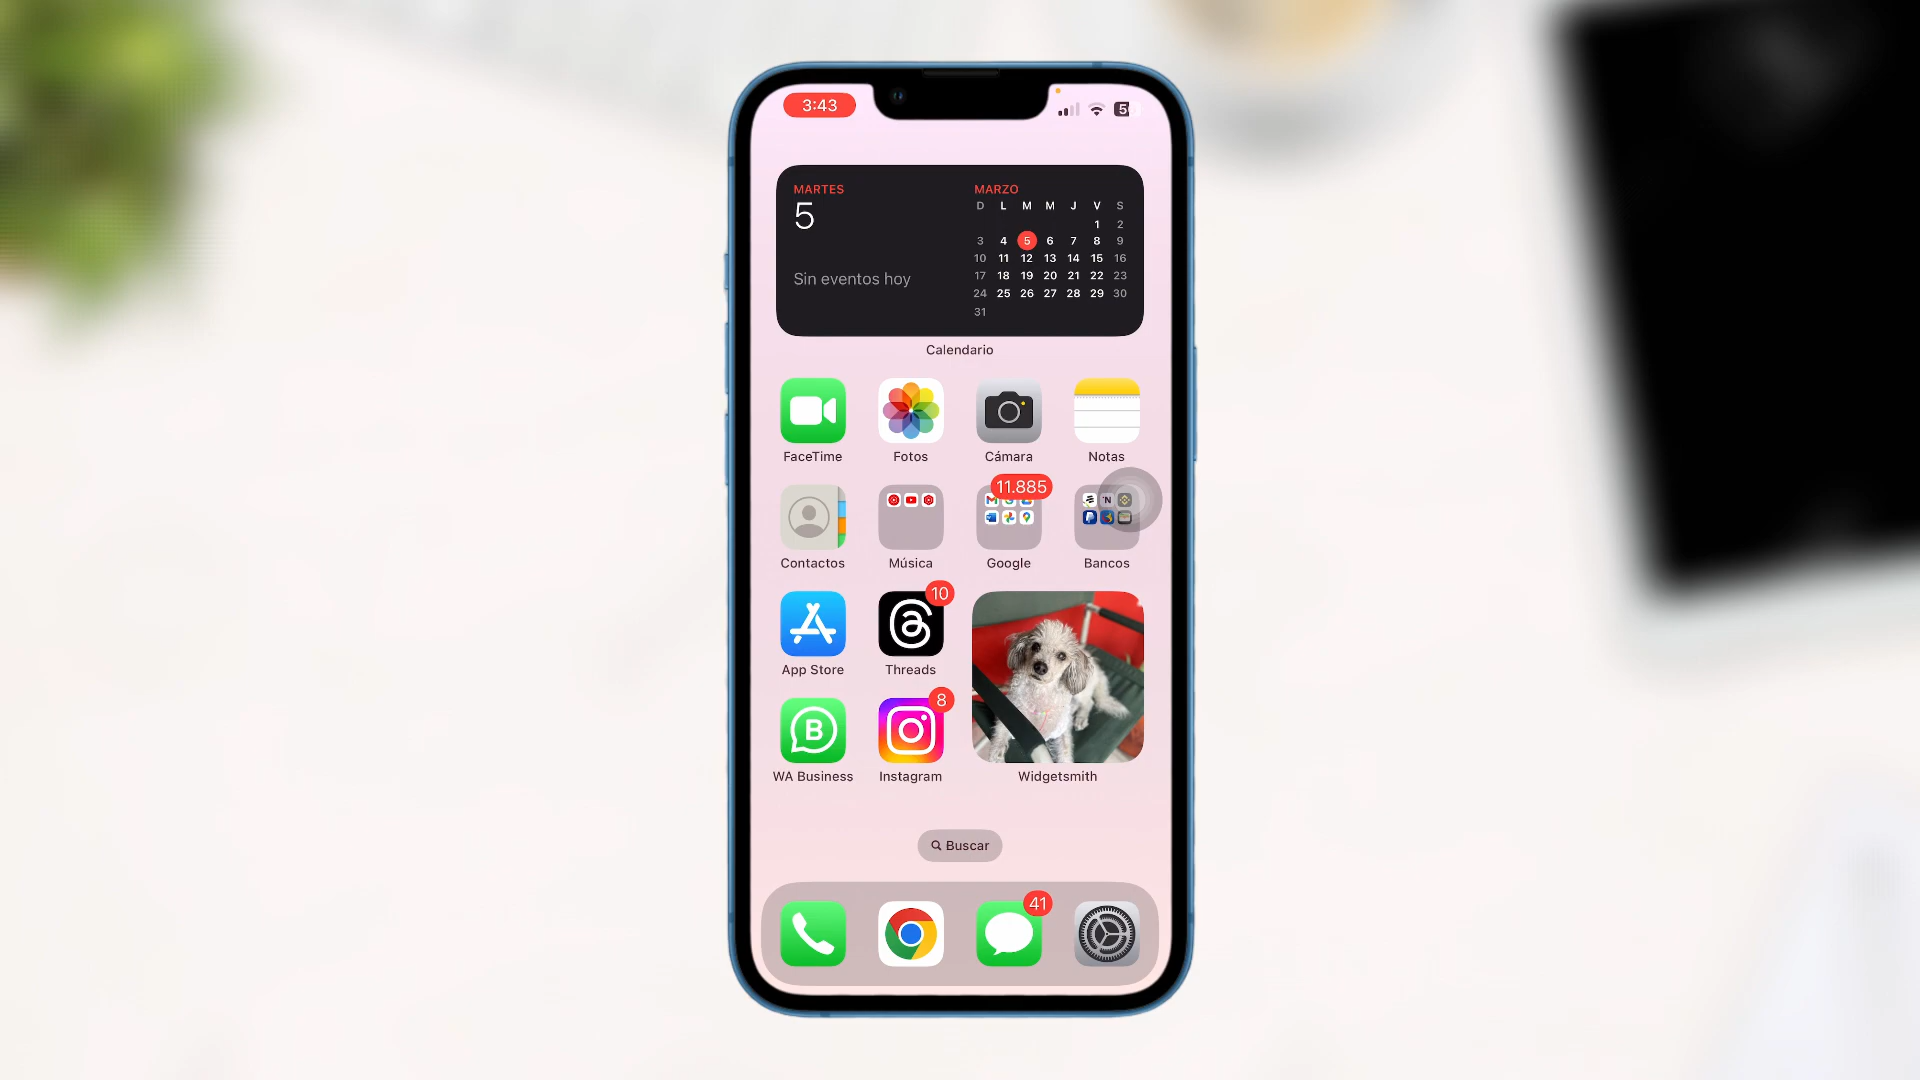 3:43
MARTES
5
Sin eventos hoy
MARZO
D L M M J V S
1 2
3 4 5 6 7 8 9
10 11 12 13 14 15 16
17 18 19 20 21 22 23
24 25 26 27 28 29 30
31
Calendario
FaceTime Fotos Cámara Notas
11.885
Contactos Música Google Bancos
10
App Store Threads
8
B
WA Business Instagram Widgetsmith
Buscar
41